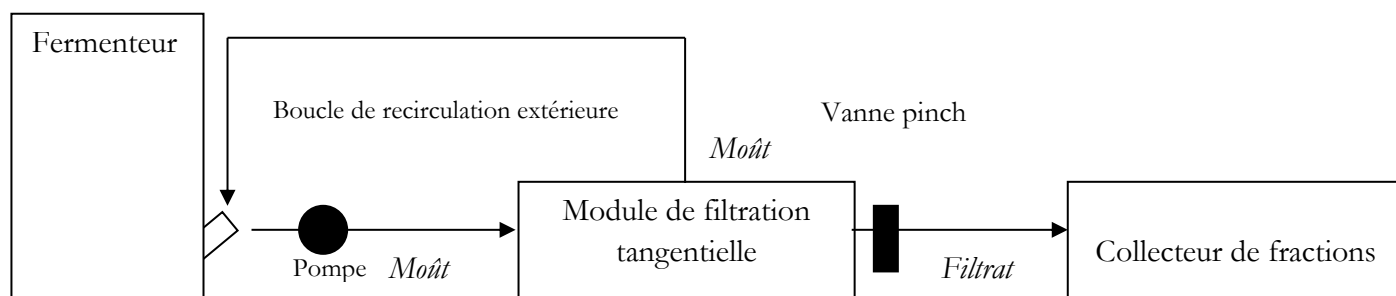 Fermenteur
Boucle de recirculation extérieure
Vanne pinch
Moût
Module de filtration
tangentielle
Collecteur de fractions
Pompe
Moût
Filtrat